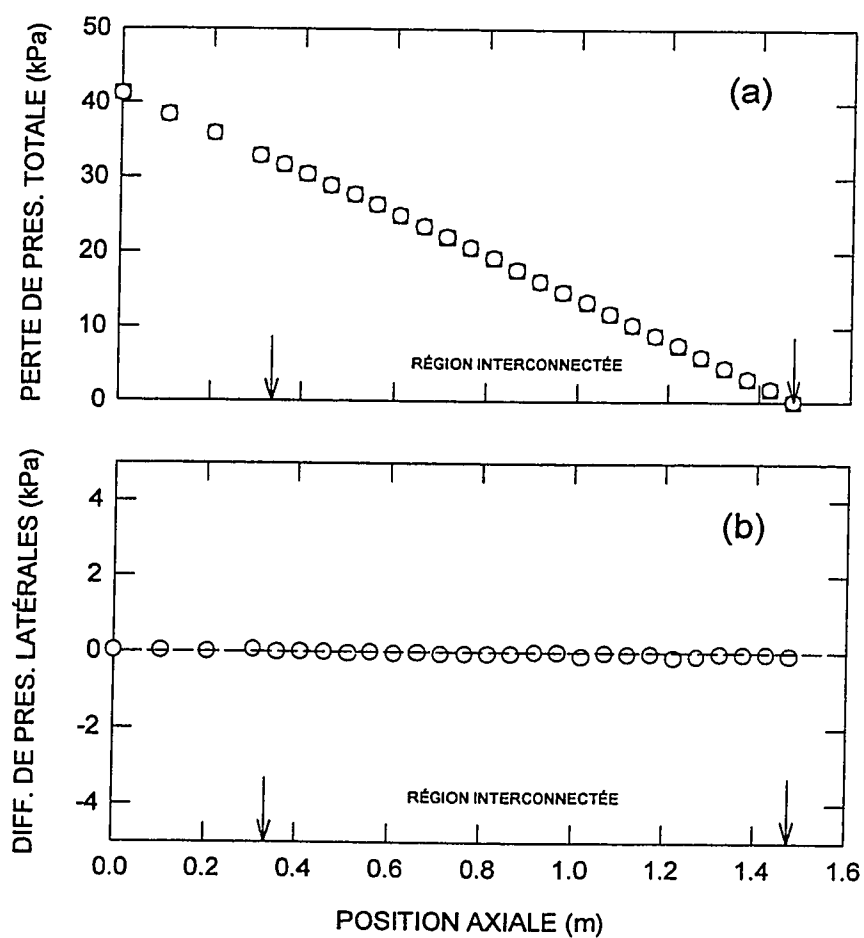 PERTE DE PRES. TOTALE (kPa)
50
40
30
20
10
0
(a)
RÉGION INTERCONNECTÉE
DIFF. DE PRES. LATÉRALES (kPa)
4
2
0
-2
-4
(b)
RÉGION INTERCONNECTÉE
0.0 0.2 0.4 0.6 0.8 1.0 1.2 1.4 1.6
POSITION AXIALE (m)